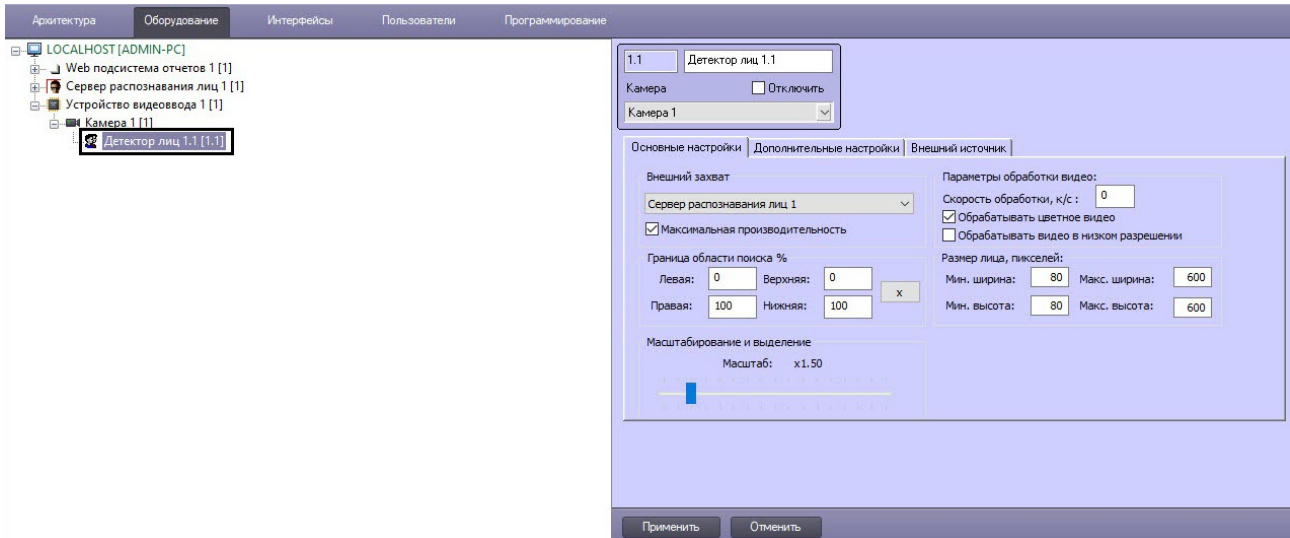 Архитектура Оборудование Интерфейсы Пользователи Программирование
LOCALHOST [ADMIN-PC]
Web подсистема отчетов 1 [1]
Сервер распознавания лиц 1 [1]
Устройство видеоввода 1 [1]
Камера 1 [1]
Детектор лиц 1.1 [1.1]
1.1 Детектор лиц 1.1
Камера Отключить
Камера 1
Основные настройки Дополнительные настройки Внешний источник
Внешний захват
Сервер распознавания лиц 1
Максимальная производительность
Граница области поиска %
Левая: 0 Верхняя: 0
x
Правая: 100 Нижняя: 100
Масштабирование и выделение
Масштаб: x1.50
Параметры обработки видео:
Скорость обработки, к/с : 0
Обрабатывать цветное видео
Обрабатывать видео в низком разрешении
Размер лица, пикселей:
Мин. ширина: 80 Макс. ширина: 600
Мин. высота: 80 Макс. высота: 600
Применить Отменить